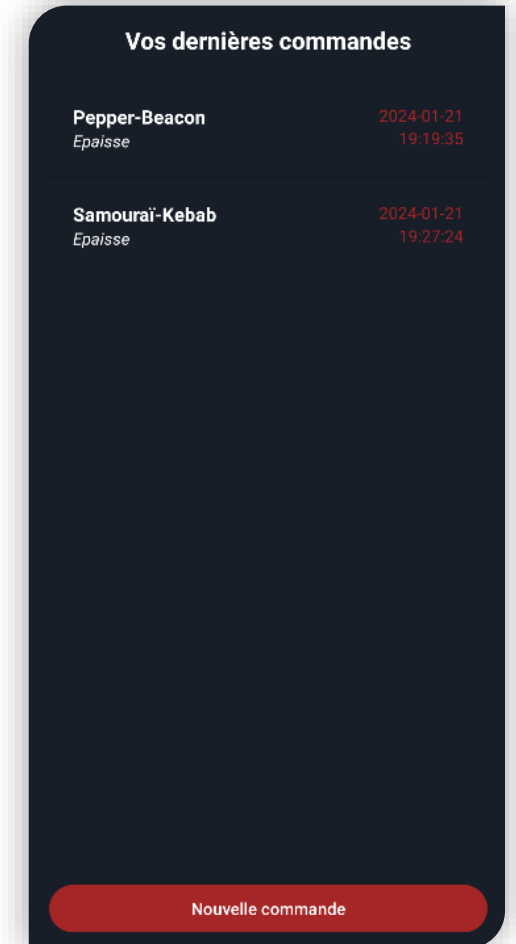 Vos dernières commandes
Pepper-Beacon
2024-01-21
Epaisse
19:19:35
Samouraï-Kebab
2024-01-21
Epaisse
19:27:24
Nouvelle commande